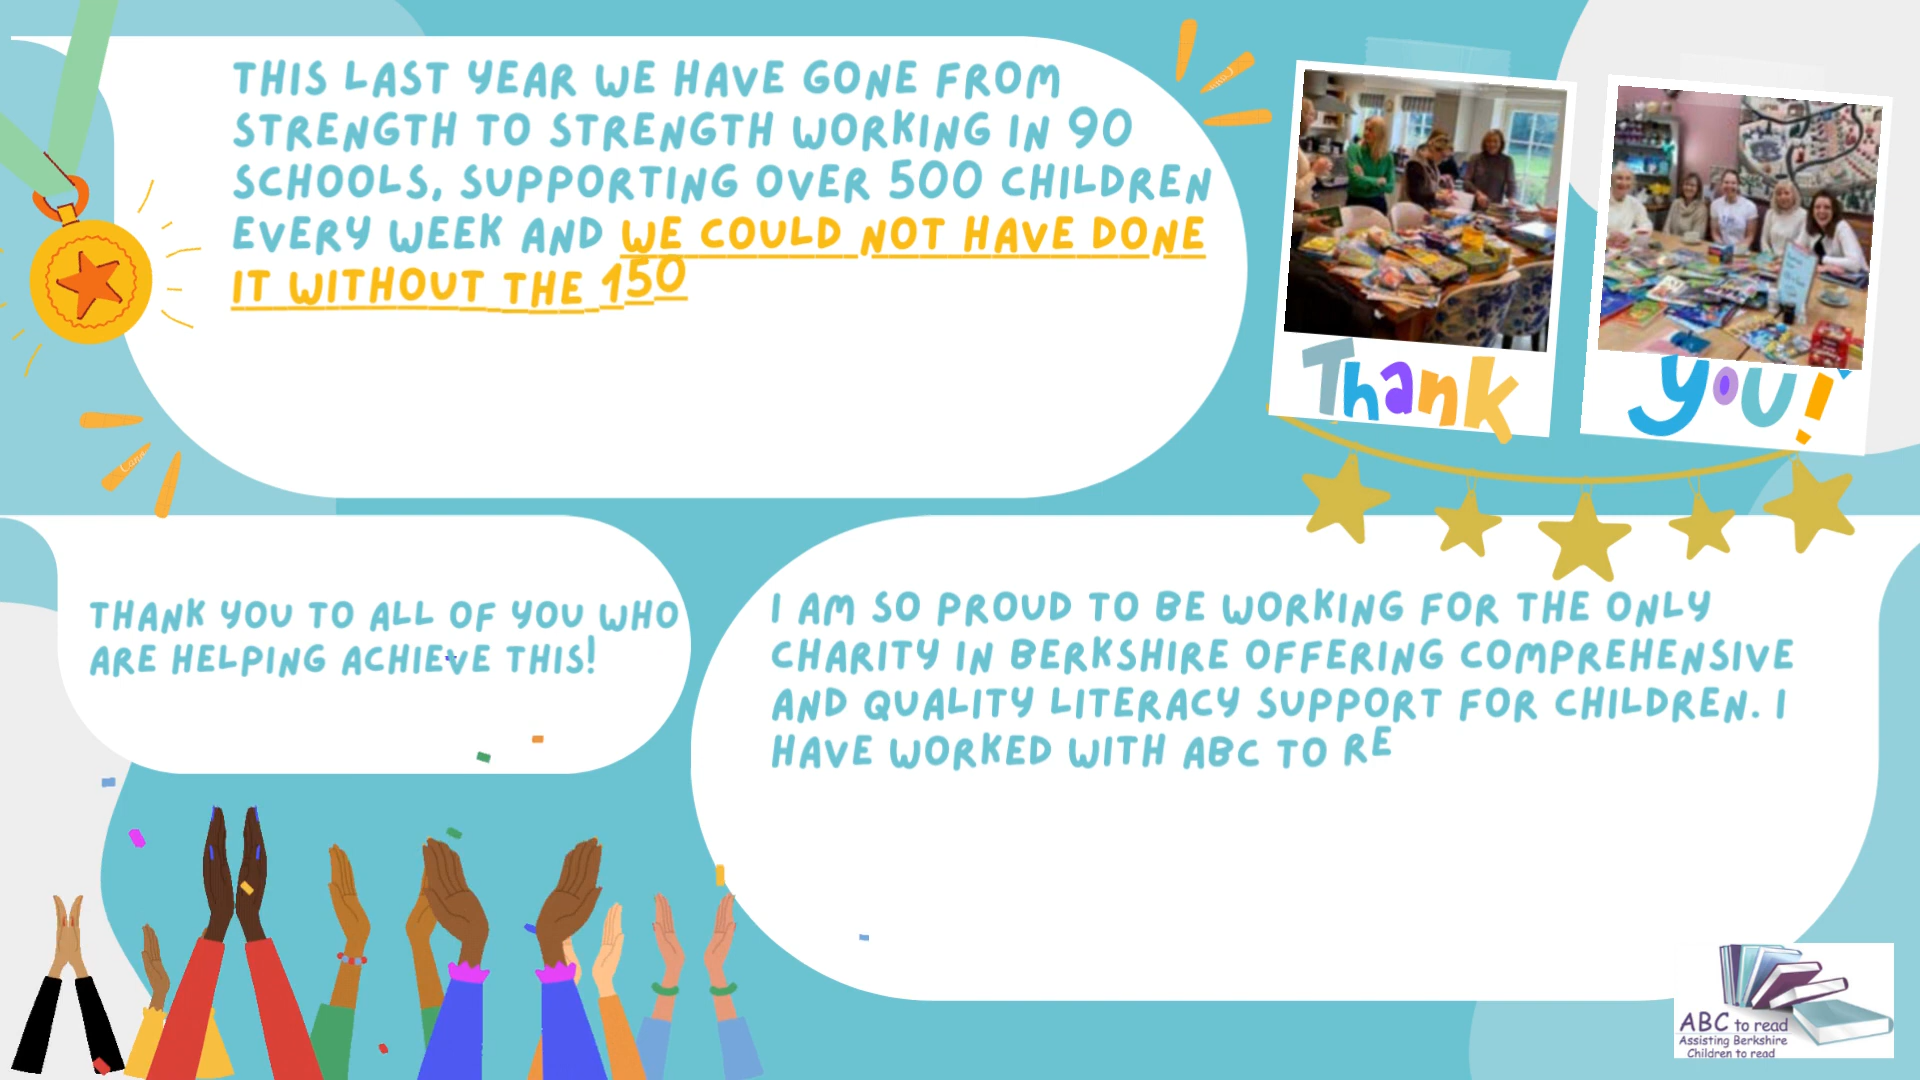 THIS LAST YEAR WE HAVE GONE FROM
STRENGTH TO STRENGTH WORKING IN 90
SCHOOLS, SUPPORTING OVER 500 CHILDREN
EVERY WEEK AND WE COULD NOT HAVE DONE
IT WITHOUT THE 150
Thank you!
THANK YOU TO ALL OF YOU WHO
ARE HELPING ACHIEVE THIS!
I AM SO PROUD TO BE WORKING FOR THE ONLY
CHARITY IN BERKSHIRE OFFERING COMPREHENSIVE
AND QUALITY LITERACY SUPPORT FOR CHILDREN. I
HAVE WORKED WITH ABC TO RE
ABC to read
Assisting Berkshire
Children to read